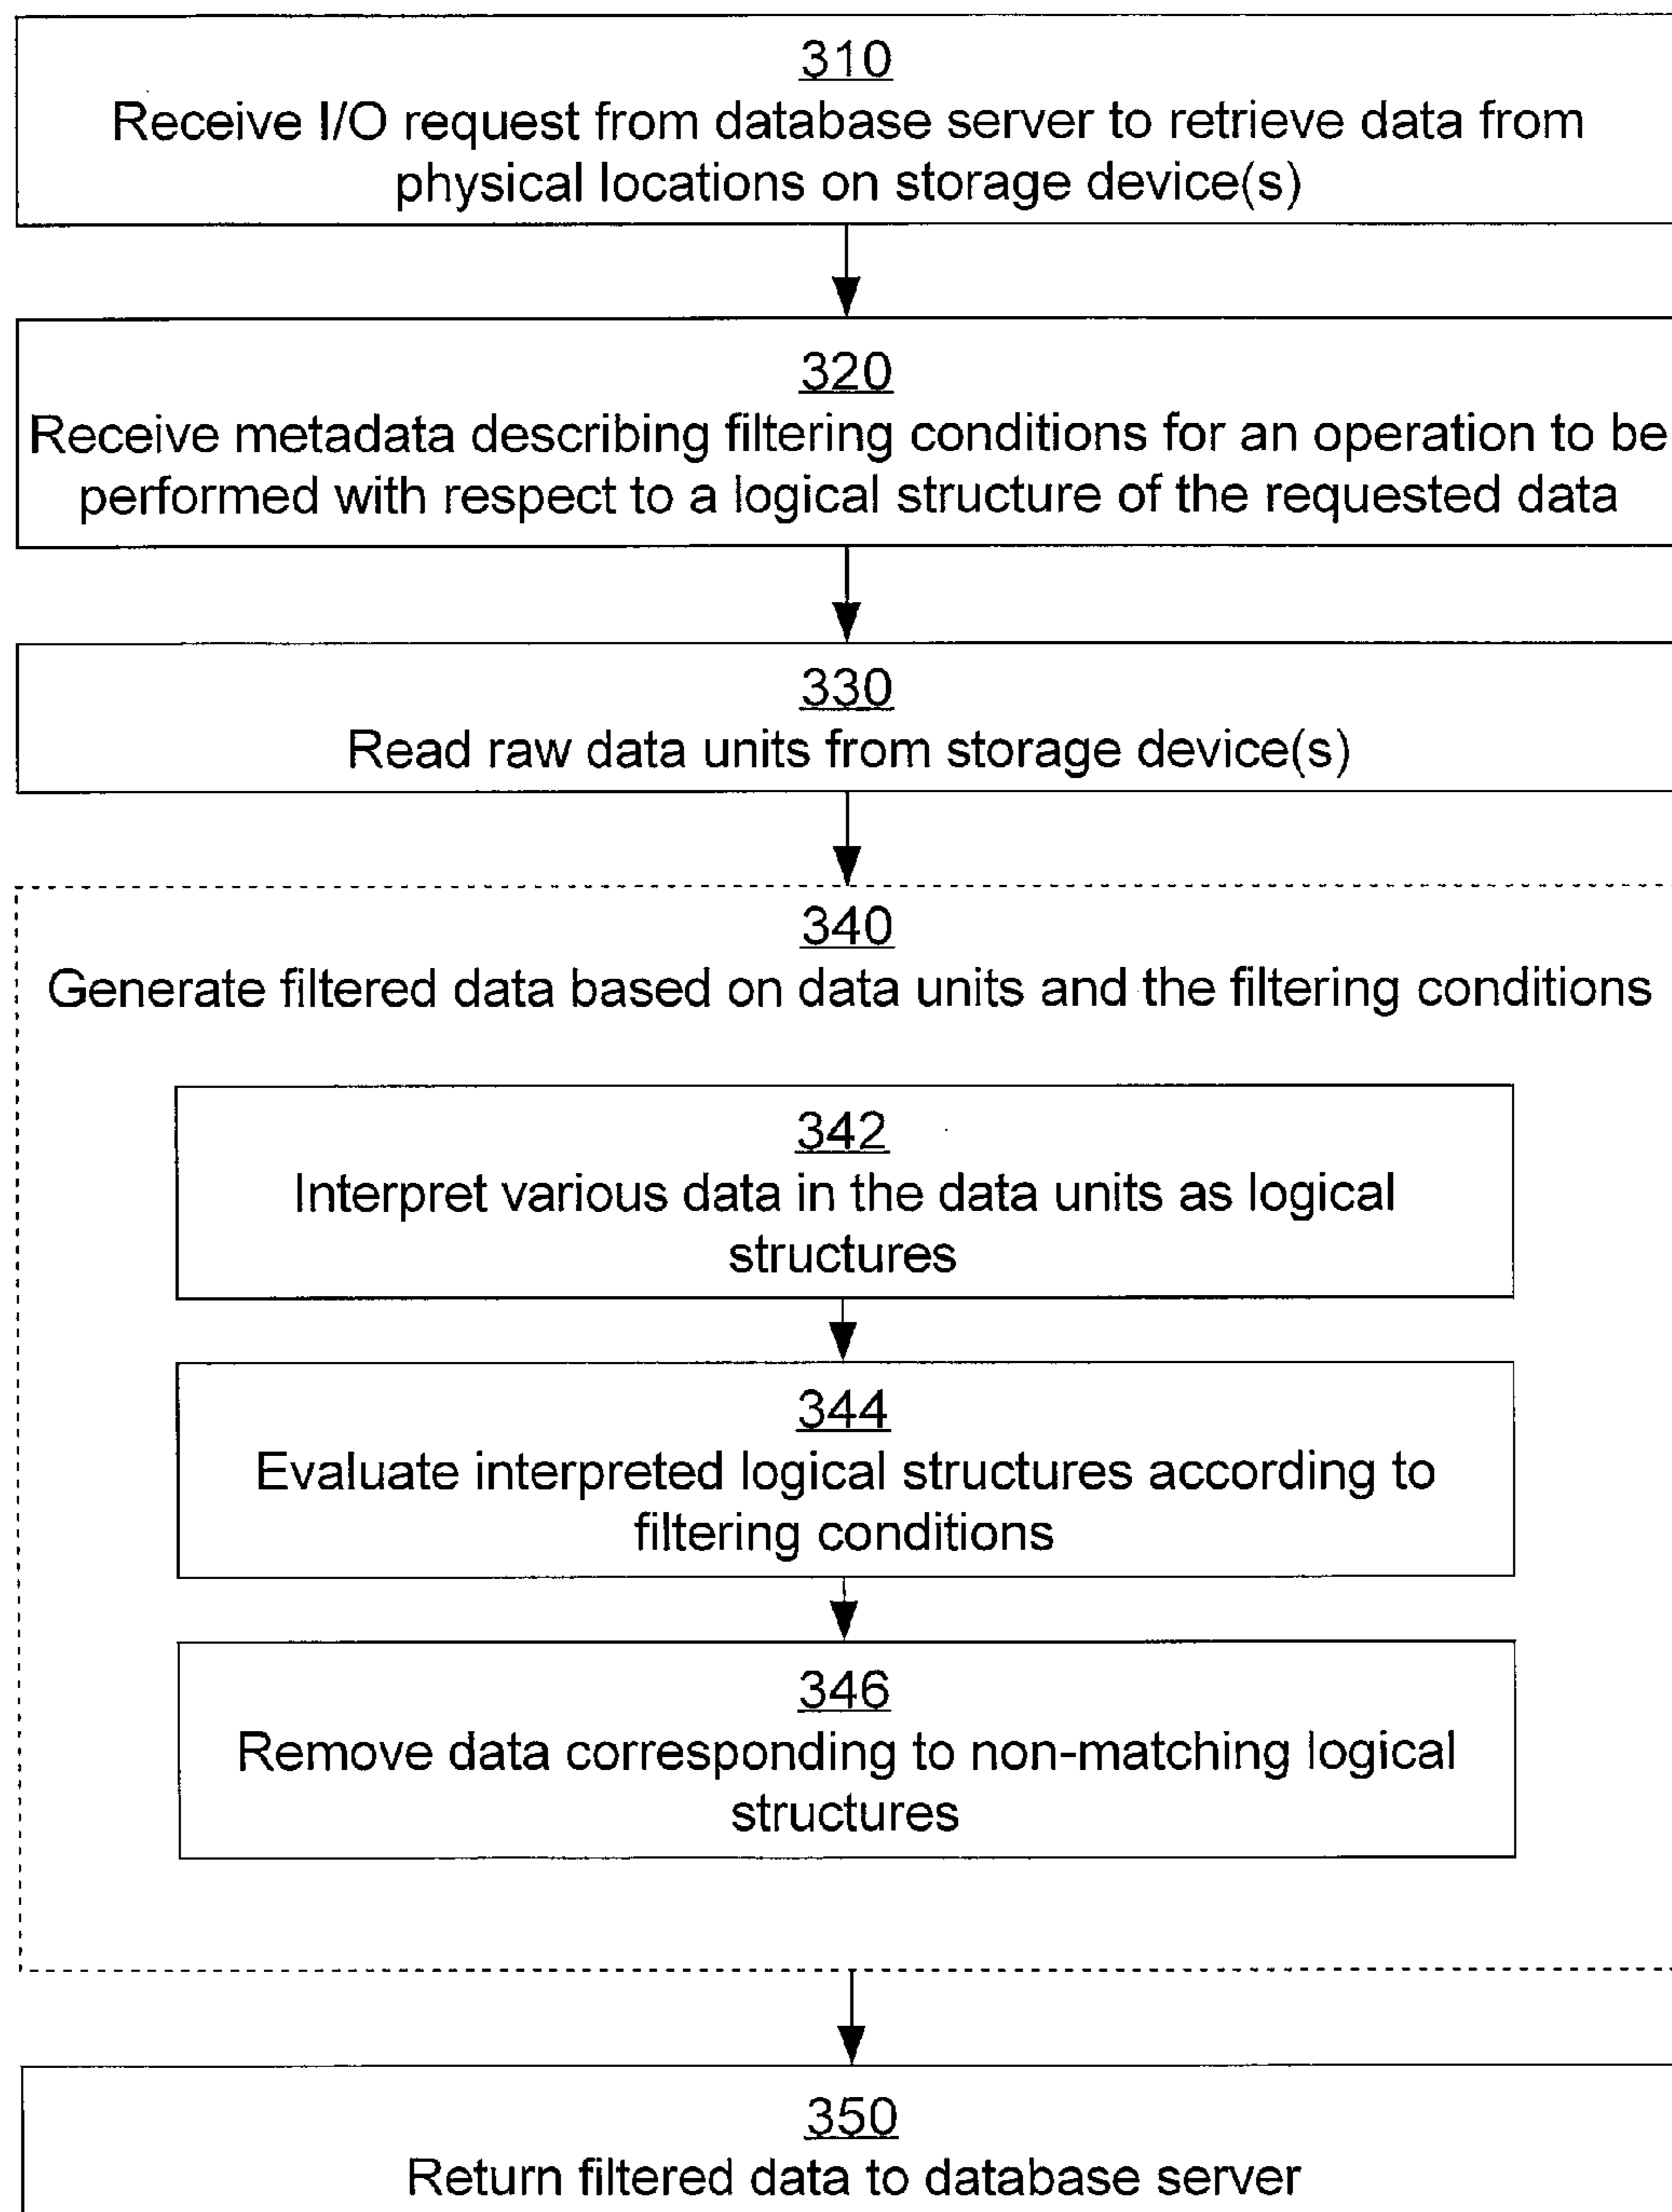 310
Receive I/O request from database server to retrieve data from
physical locations on storage device(s)
320
Receive metadata describing filtering conditions for an operation to be
performed with respect to a logical structure of the requested data
330
Read raw data units from storage device(s)
340
Generate filtered data based on data units and the filtering conditions
342
Interpret various data in the data units as logical
structures
344
Evaluate interpreted logical structures according to
filtering conditions
346
Remove data corresponding to non-matching logical
structures
350
Return filtered data to database server